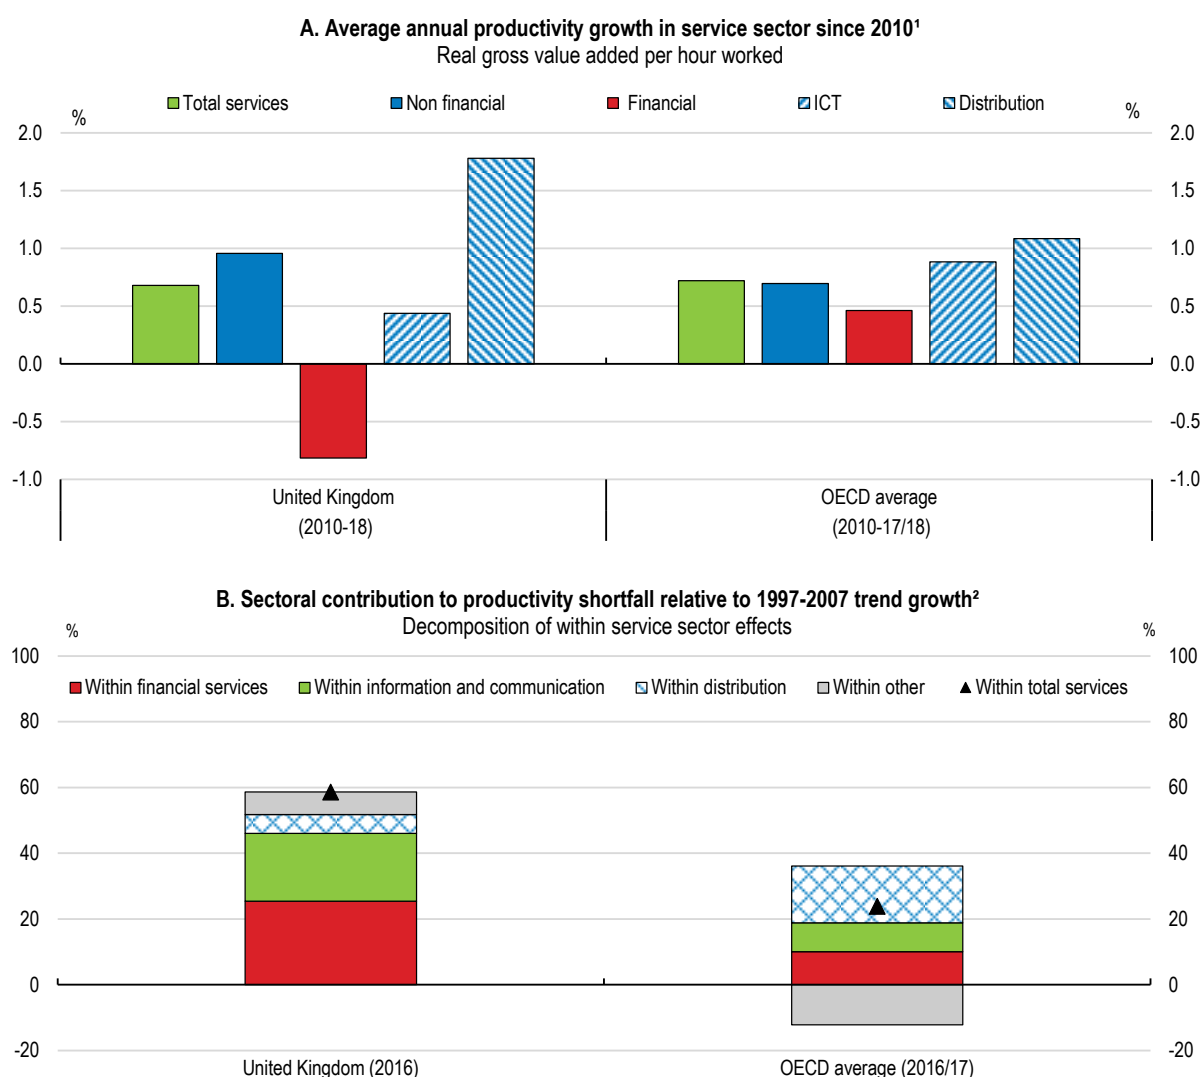 A. Average annual productivity growth in service sector since 2010¹
Real gross value added per hour worked
Total services Non financial Financial ICT Distribution
% %
2.0 2.0
1.5 1.5
1.0 1.0
0.5 0.5
0.0 0.0
-0.5 -0.5
-1.0 -1.0
United Kingdom OECD average
(2010-18) (2010-17/18)
B. Sectoral contribution to productivity shortfall relative to 1997-2007 trend growth²
Decomposition of within service sector effects
% %
100 100
Within financial services Within information and communication Within distribution Within other Within total services
80 80
60 60
40 40
20 20
0 0
-20 -20
United Kingdom (2016) OECD average (2016/17)